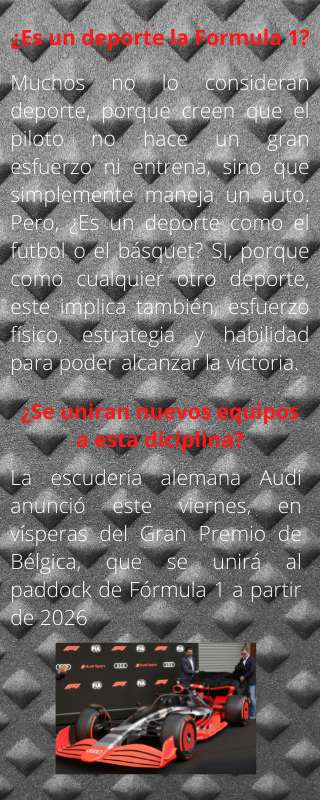 ¿Es un deporte la Formula 1?
Muchos no lo consideran
deporte, porque creen que el
piloto no hace un gran
esfuerzo ni entrena, sino que
simplemente maneja un auto.
Pero, ¿Es un deporte como el
futbol o el básquet? SI, porque
como cualquier otro deporte,
este implica también, esfuerzo
físico, estrategia y habilidad
para poder alcanzar la victoria.
¿Se uniran nuevos equipos
a esta diciplina?
La escudería alemana Audi
anunció este viernes, en
vísperas del Gran Premio de
Bélgica, que se unirá al
paddock de Fórmula 1 a partir
de 2026